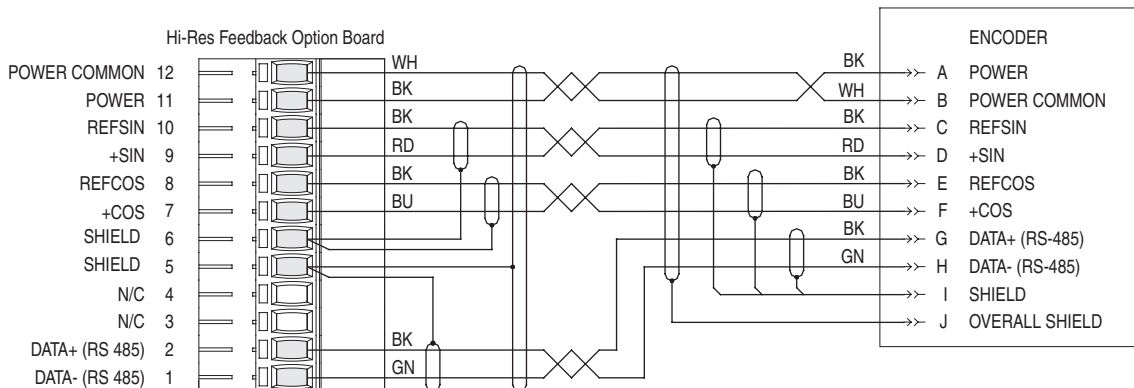 Hi-Res Feedback Option Board
ENCODER
POWER COMMON 12 WH BK A POWER
POWER 11 BK WH B POWER COMMON
REFSIN 10 BK BK C REFSIN
+SIN 9 RD RD D +SIN
REFCOS 8 BK BK E REFCOS
+COS 7 BU BU F +COS
SHIELD 6 BK G DATA+ (RS-485)
SHIELD 5 GN H DATA- (RS-485)
N/C 4 I SHIELD
N/C 3 J OVERALL SHIELD
DATA+ (RS 485) 2 BK
DATA- (RS 485) 1 GN